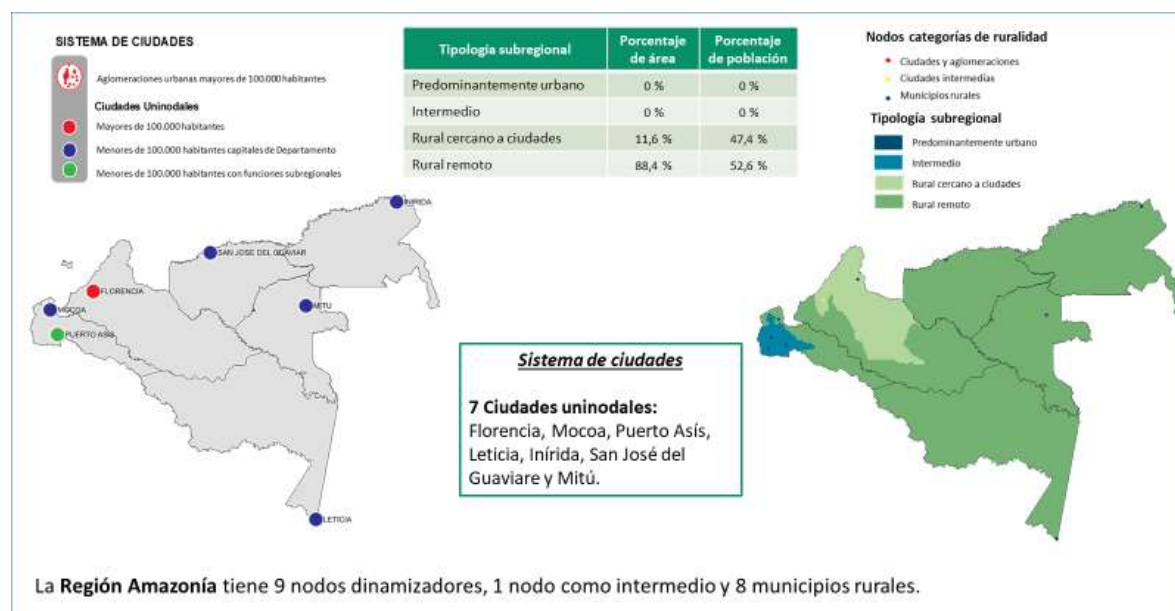 SISTEMA DE CIUDADES
Aglomeraciones urbanas mayores de 100.000 habitantes
Ciudades Uninodales
Mayores de 100.000 habitantes
Menores de 100.000 habitantes capitales de Departamento
Menores de 100.000 habitantes con funciones subregionales
Tipología subregional
Porcentaje de área
Porcentaje de población
Predominantemente urbano 0 % 0 %
Intermedio 0 % 0 %
Rural cercano a ciudades 11,6 % 47,4 %
Rural remoto 88,4 % 52,6 %
Nodos categorías de ruralidad
Ciudades y aglomeraciones
Ciudades intermedías
Municipios rurales
Tipología subregional
Predominantemente urbano
Intermedio
Rural cercano a ciudades
Rural remoto
INÍRIDA
SAN JOSE DEL GUAVIAR
FLORENCIA
MITU
MOCOA
PUERTO ASÍS
LETICIA
Sistema de ciudades
7 Ciudades uninodales:
Florencia, Mocoa, Puerto Asís,
Leticia, Inírida, San José del
Guaviare y Mitú.
La Región Amazonía tiene 9 nodos dinamizadores, 1 nodo como intermedio y 8 municipios rurales.